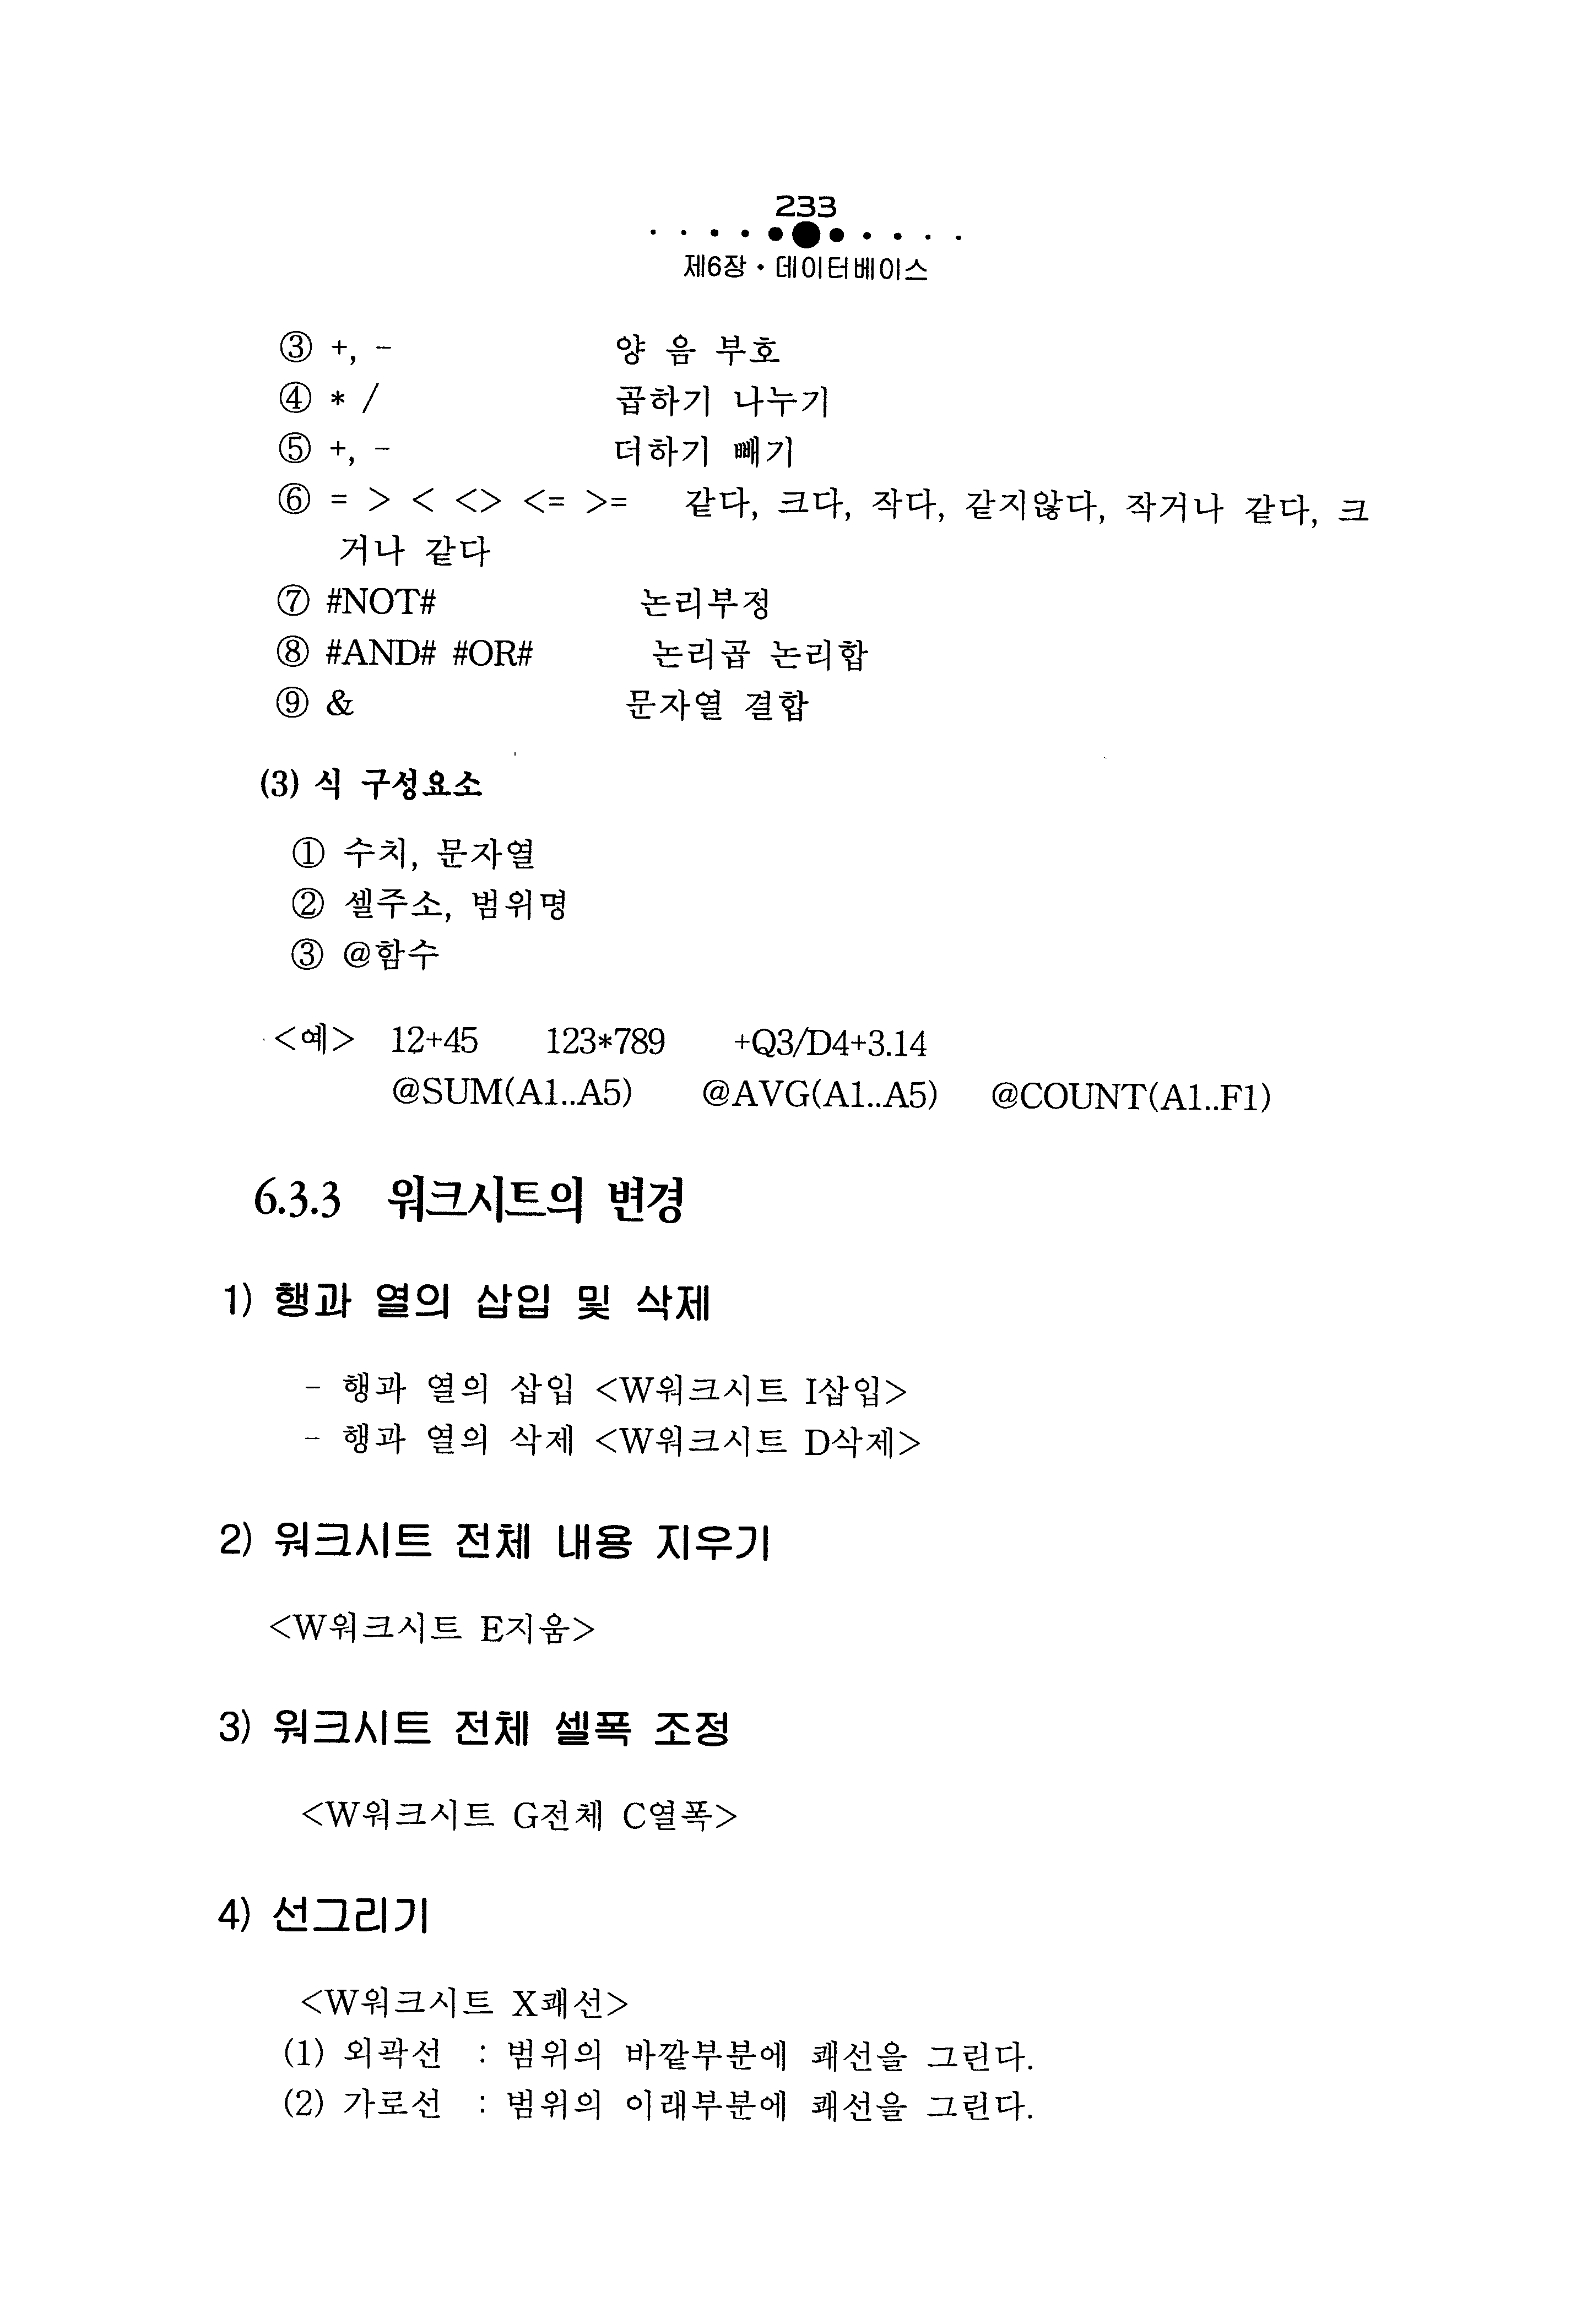 233
제6장 • 데이터베이스
③ +, - 양 음 부호
④ * / 곱하기 나누기
⑤ +, - 더하기 빼기
⑥ = > < <> <= >= 같다, 크다, 작다, 같지않다, 작거나 같다, 크
거나 같다
⑦ #NOT# 논리부정
⑧ #AND# #OR# 논리곱 논리합
⑨ & 문자열 결합
(3) 식 구성요소
① 수치, 문자열
② 셀주소, 범위명
③ @함수
<예> 12+45 123*789 +Q3/D4+3.14
@SUM(A1..A5) @AVG(A1..A5) @COUNT(A1..F1)
6.3.3 워크시트의 변경
1) 행과 열의 삽입 및 삭제
- 행과 열의 삽입 <W워크시트 I삽입>
- 행과 열의 삭제 <W워크시트 D삭제>
2) 워크시트 전체 내용 지우기
<W워크시트 E지움>
3) 워크시트 전체 셀폭 조정
<W워크시트 G전체 C열폭>
4) 선그리기
<W워크시트 X괘선>
(1) 외곽선 : 범위의 바깥부분에 괘선을 그린다.
(2) 가로선 : 범위의 이래부분에 괘선을 그린다.